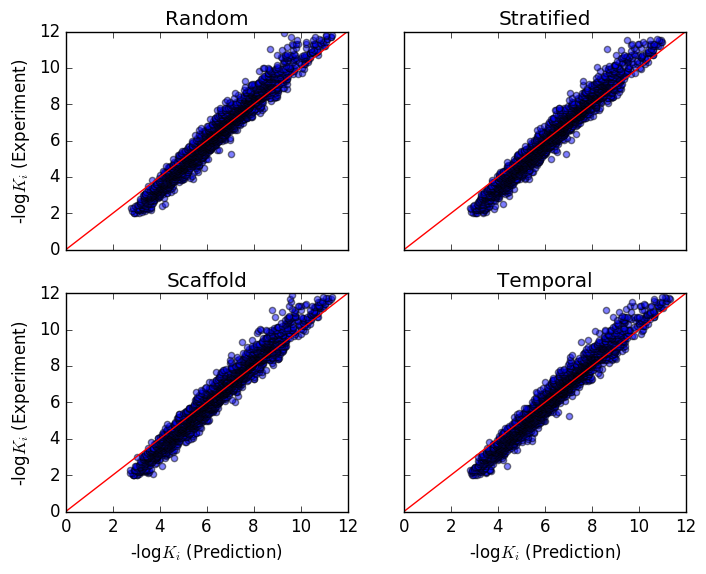 Random Stratified
12
10
8
6
4
2
0
-logKi (Experiment)
Scaffold Temporal
12
10
8
6
4
2
0
-logKi (Experiment)
0 2 4 6 8 10 12 0 2 4 6 8 10 12
-logKi (Prediction) -logKi (Prediction)